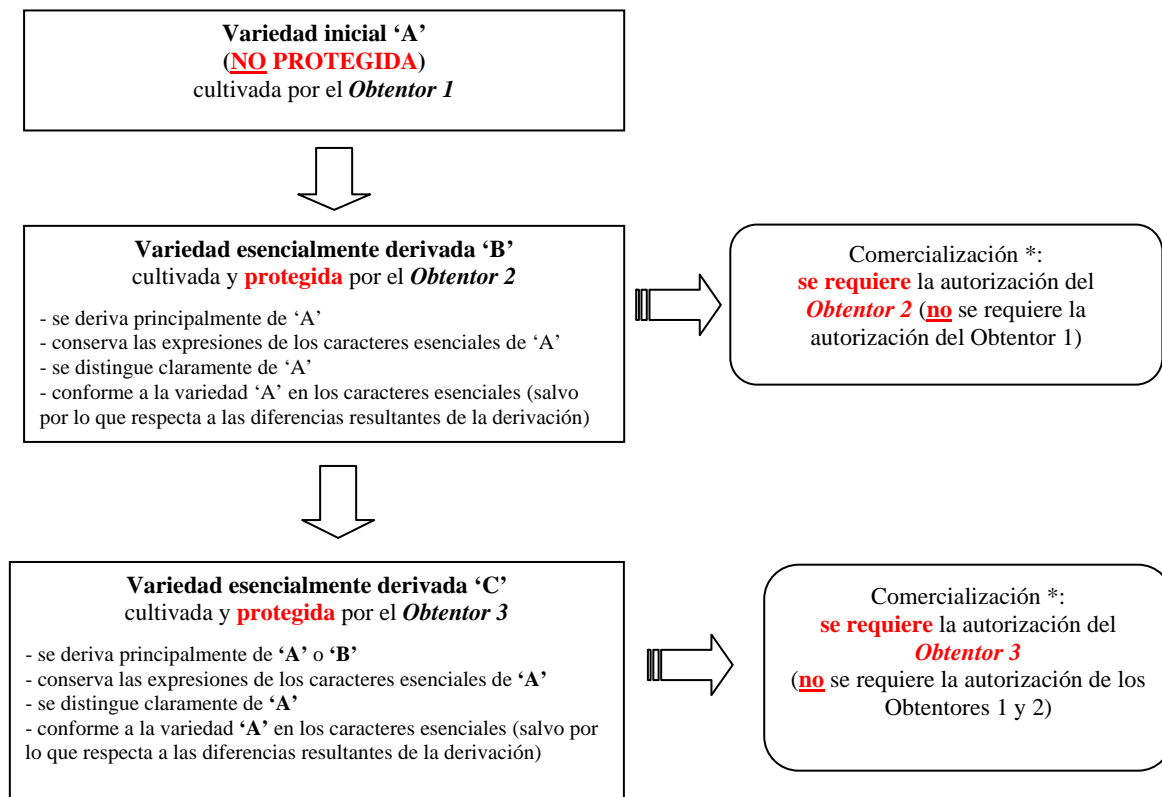 Variedad inicial ‘A’
(NO PROTEGIDA)
cultivada por el Obtentor 1
Variedad esencialmente derivada ‘B’
cultivada y protegida por el Obtentor 2
- se deriva principalmente de ‘A’
- conserva las expresiones de los caracteres esenciales de ‘A’
- se distingue claramente de ‘A’
- conforme a la variedad ‘A’ en los caracteres esenciales (salvo
por lo que respecta a las diferencias resultantes de la derivación)
Comercialización *:
se requiere la autorización del
Obtentor 2 (no se requiere la
autorización del Obtentor 1)
Variedad esencialmente derivada ‘C’
cultivada y protegida por el Obtentor 3
- se deriva principalmente de ‘A’ o ‘B’
- conserva las expresiones de los caracteres esenciales de ‘A’
- se distingue claramente de ‘A’
- conforme a la variedad ‘A’ en los caracteres esenciales (salvo por
lo que respecta a las diferencias resultantes de la derivación)
Comercialización *:
se requiere la autorización del
Obtentor 3
(no se requiere la autorización de los
Obtentores 1 y 2)